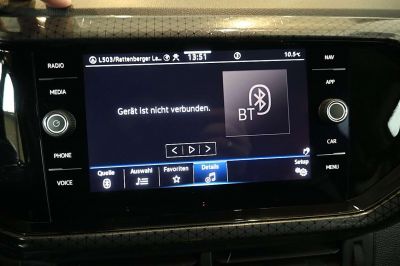 L503/Rattenberger La... 13:51 10.5°C
RADIO
NAV
MEDIA
APP
Gerät ist nicht verbunden.
BT
PHONE
CAR
VOICE
MENU
Quelle Auswahl Favoriten Details Setup